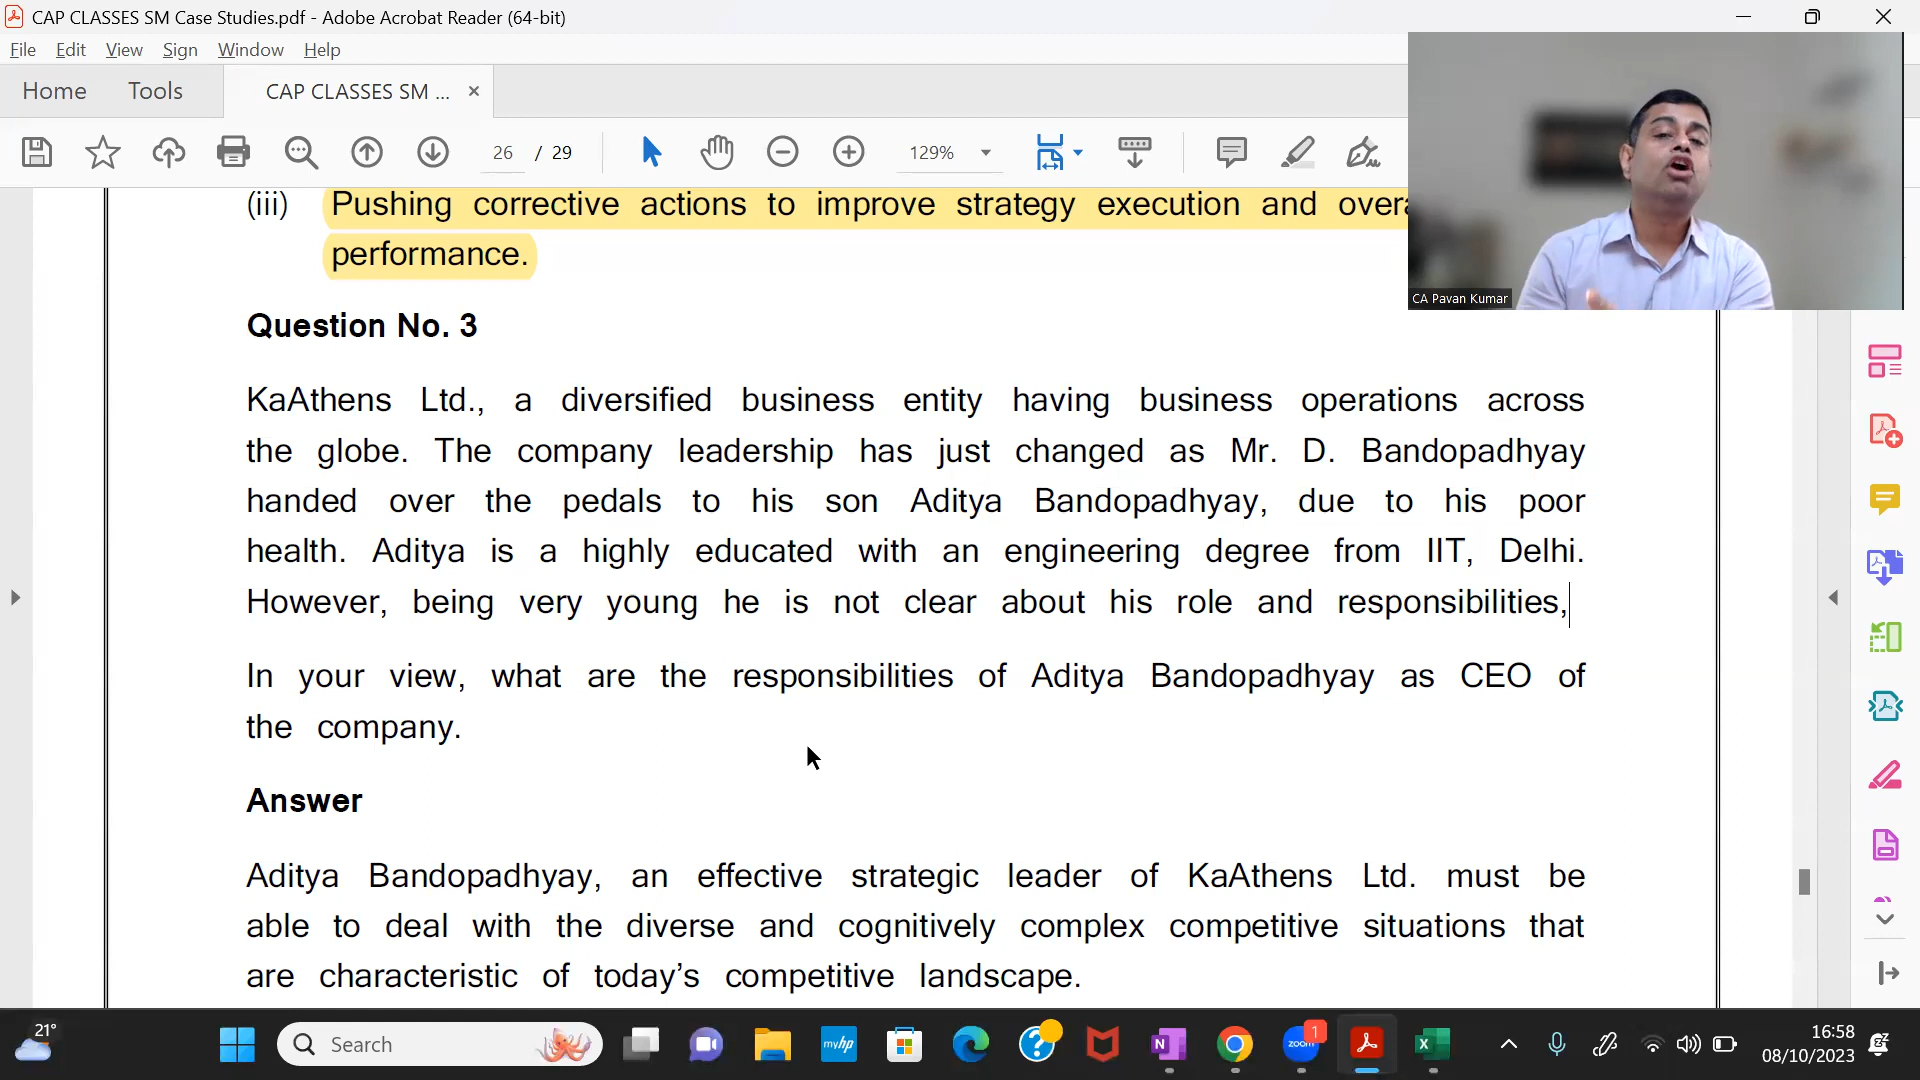 CAP CLASSES SM Case Studies.pdf - Adobe Acrobat Reader (64-bit)
File Edit View Sign Window Help
Home Tools CAP CLASSES SM ...
26 / 29 129%
CA Pavan Kumar
(iii) Pushing corrective actions to improve strategy execution and
performance.
Question No. 3
KaAthens Ltd., a diversified business entity having business operations across
the globe. The company leadership has just changed as Mr. D. Bandopadhyay
handed over the pedals to his son Aditya Bandopadhyay, due to his poor
health. Aditya is a highly educated with an engineering degree from IIT, Delhi.
However, being very young he is not clear about his role and responsibilities,
In your view, what are the responsibilities of Aditya Bandopadhyay as CEO of
the company.
Answer
Aditya Bandopadhyay, an effective strategic leader of KaAthens Ltd. must be
able to deal with the diverse and cognitively complex competitive situations that
are characteristic of today's competitive landscape.
21°
Search
myhp
zoom
1
16:58
08/10/2023